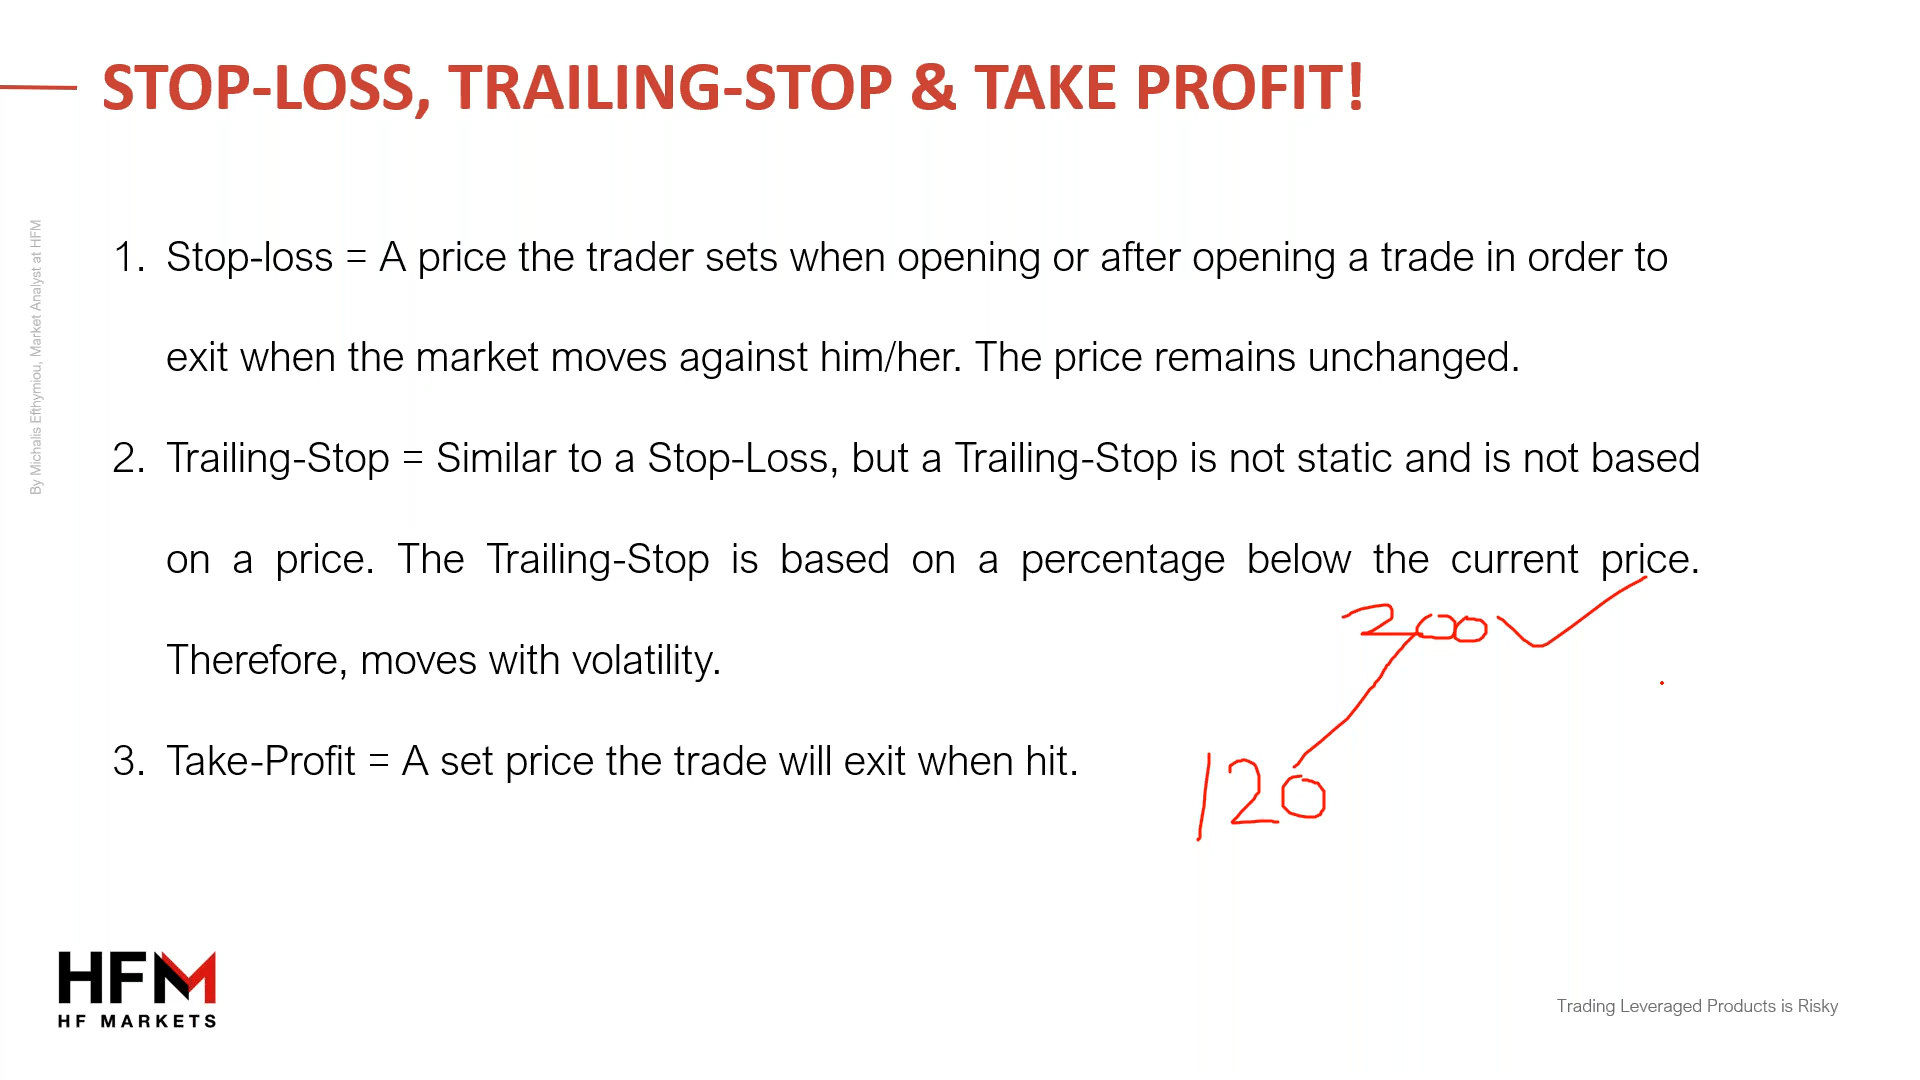 STOP-LOSS, TRAILING-STOP & TAKE PROFIT!
By Michalis Efthymiou, Market Analyst at HFM
1. Stop-loss = A price the trader sets when opening or after opening a trade in order to
exit when the market moves against him/her. The price remains unchanged.
2. Trailing-Stop = Similar to a Stop-Loss, but a Trailing-Stop is not static and is not based
on a price. The Trailing-Stop is based on a percentage below the current price.
200
Therefore, moves with volatility.
3. Take-Profit = A set price the trade will exit when hit.
120
HFM
HF MARKETS
Trading Leveraged Products is Risky